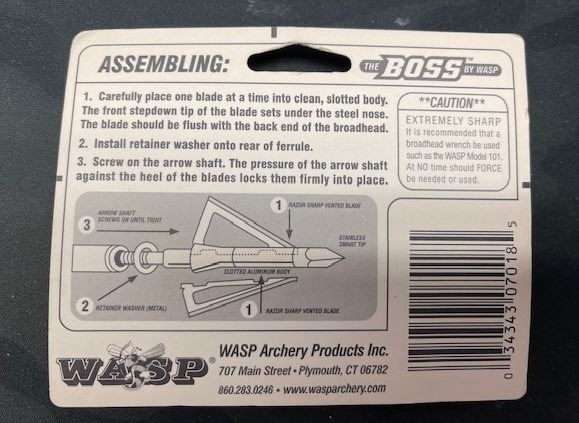 ASSEMBLING:
THE BOSS™ BY WASP
1. Carefully place one blade at a time into clean, slotted body.
The front stepdown tip of the blade sets under the steel nose.
The blade should be flush with the back end of the broadhead.
2. Install retainer washer onto rear of ferrule.
3. Screw on the arrow shaft. The pressure of the arrow shaft
against the heel of the blades locks them firmly into place.
**CAUTION**
EXTREMELY SHARP
It is recommended that a
broadhead wrench be used
such as the WASP Model 101.
At NO time should FORCE
be needed or used.
3
ARROW SHAFT
SCREWS ON UNTIL TIGHT
1
RAZOR SHARP VENTED BLADE
STAINLESS
SMART TIP
SLOTTED ALUMINUM BODY
2
RETAINER WASHER (METAL)
1
RAZOR SHARP VENTED BLADE
0 34343 07018 5
WASP®
WASP Archery Products Inc.
707 Main Street • Plymouth, CT 06782
860.283.0246 • www.wasparchery.com